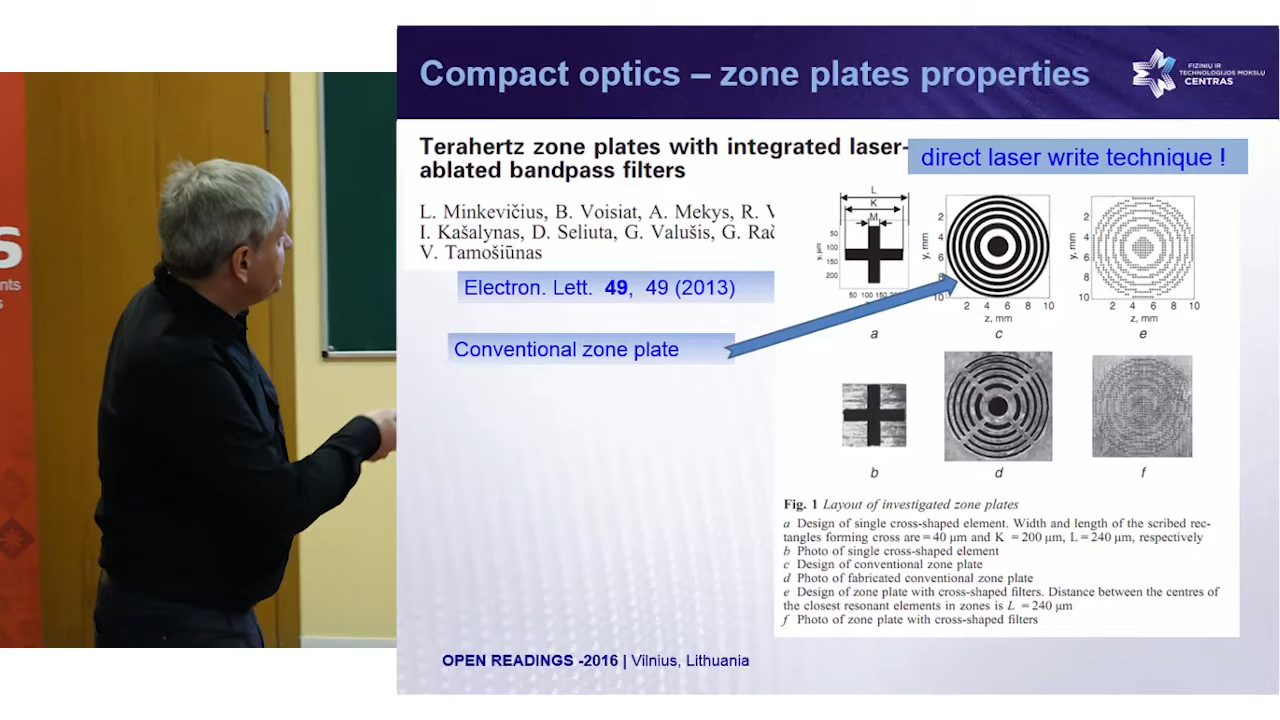 Compact optics – zone plates properties
FIZINIŲ IR
TECHNOLOGIJOS MOKSLŲ
CENTRAS
Terahertz zone plates with integrated laser-
ablated bandpass filters
direct laser write technique !
L. Minkevičius, B. Voisiat, A. Mekys, R.
I. Kašalynas, D. Seliuta, G. Valušis, G. Rač
V. Tamošiūnas
Electron. Lett. 49, 49 (2013)
Conventional zone plate
L
K
M
y, µm
50
100
150
200
50 100 150
a
y, mm
2
4
6
8
10
2 4 6 8 10
z, mm
c
y, mm
2
4
6
8
10
2 4 6 8 10
z, mm
e
b
d
f
Fig. 1 Layout of investigated zone plates
a Design of single cross-shaped element. Width and length of the scribed rec-
tangles forming cross are = 40 µm and K = 200 µm, L = 240 µm, respectively
b Photo of single cross-shaped element
c Design of conventional zone plate
d Photo of fabricated conventional zone plate
e Design of zone plate with cross-shaped filters. Distance between the centres of
the closest resonant elements in zones is L = 240 µm
f Photo of zone plate with cross-shaped filters
OPEN READINGS -2016 | Vilnius, Lithuania
S
nts
s